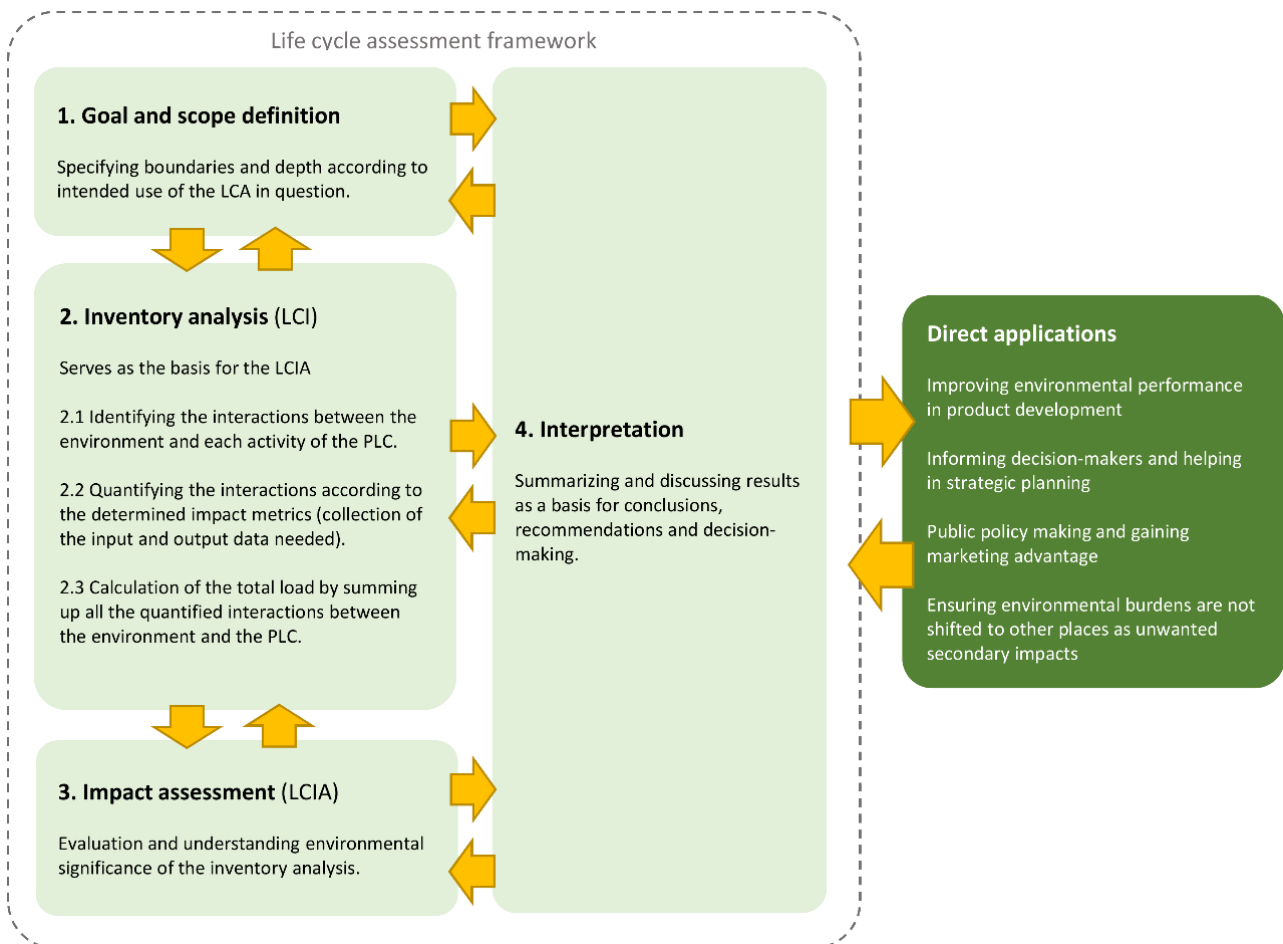 Life cycle assessment framework
1. Goal and scope definition
Specifying boundaries and depth according to
intended use of the LCA in question.
2. Inventory analysis (LCI)
Serves as the basis for the LCIA
2.1 Identifying the interactions between the
environment and each activity of the PLC.
2.2 Quantifying the interactions according to
the determined impact metrics (collection of
the input and output data needed).
2.3 Calculation of the total load by summing
up all the quantified interactions between
the environment and the PLC.
3. Impact assessment (LCIA)
Evaluation and understanding environmental
significance of the inventory analysis.
4. Interpretation
Summarizing and discussing results
as a basis for conclusions,
recommendations and decision-
making.
Direct applications
Improving environmental performance
in product development
Informing decision-makers and helping
in strategic planning
Public policy making and gaining
marketing advantage
Ensuring environmental burdens are not
shifted to other places as unwanted
secondary impacts